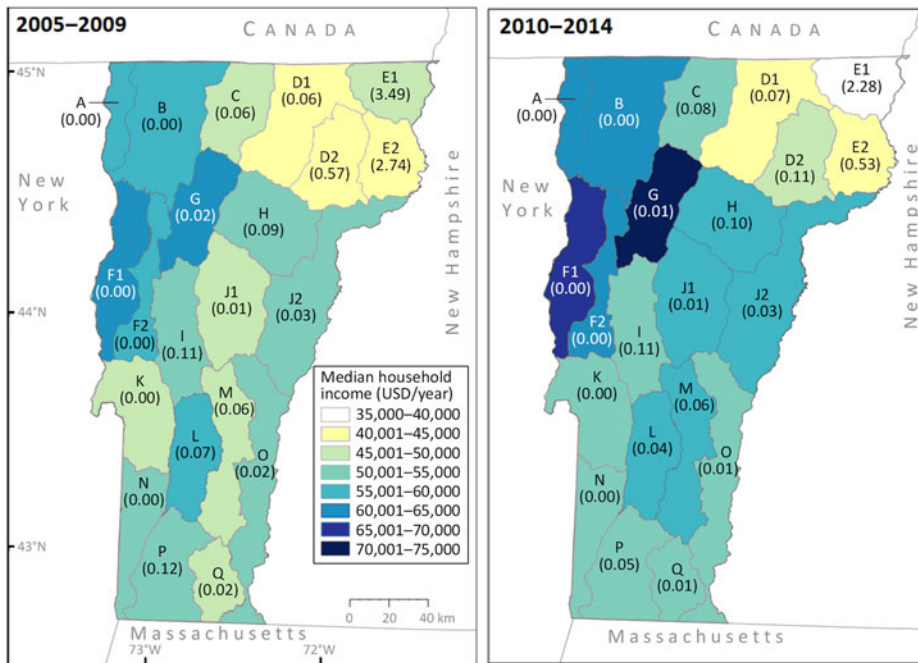 2005–2009
CANADA
45°N
A
(0.00)
B
(0.00)
C
(0.06)
D1
(0.06)
E1
(3.49)
D2
(0.57)
E2
(2.74)
New
York
G
(0.02)
H
(0.09)
New Hampshire
F1
(0.00)
44°N
F2
(0.00)
I
(0.11)
J1
(0.01)
J2
(0.03)
K
(0.00)
M
(0.06)
L
(0.07)
O
(0.02)
N
(0.00)
43°N
P
(0.12)
Q
(0.02)
Median household
income (USD/year)
35,000–40,000
40,001–45,000
45,001–50,000
50,001–55,000
55,001–60,000
60,001–65,000
65,001–70,000
70,001–75,000
0 20 40 km
Massachusetts
73°W
72°W
2010–2014
CANADA
A
(0.00)
B
(0.00)
C
(0.08)
D1
(0.07)
E1
(2.28)
D2
(0.11)
E2
(0.53)
New
York
G
(0.01)
H
(0.10)
New Hampshire
F1
(0.00)
F2
(0.00)
I
(0.11)
J1
(0.01)
J2
(0.03)
K
(0.00)
M
(0.06)
L
(0.04)
O
(0.01)
N
(0.00)
P
(0.05)
Q
(0.01)
Massachusetts